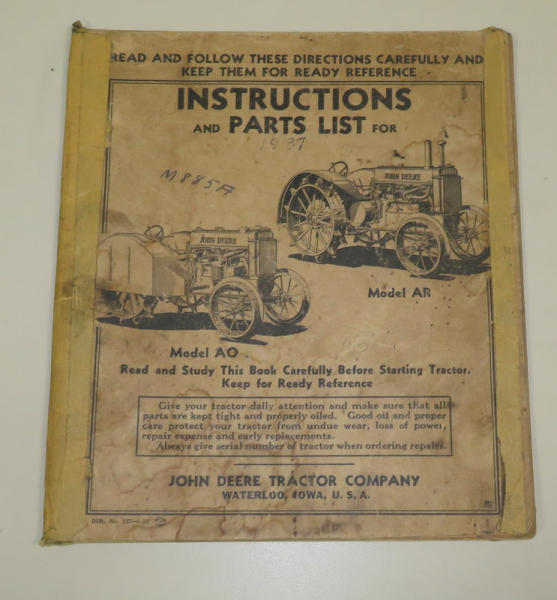 READ AND FOLLOW THESE DIRECTIONS CAREFULLY AND
KEEP THEM FOR READY REFERENCE
INSTRUCTIONS
AND PARTS LIST FOR
1937
M885A
JOHN DEERE
JOHN DEERE
Model AR
Model AO
Read and Study This Book Carefully Before Starting Tractor.
Keep for Ready Reference
Give your tractor daily attention and make sure that all
parts are kept tight and properly oiled. Good oil and proper
care protect your tractor from undue wear, loss of power,
repair expense and early replacements.
Always give serial number of tractor when ordering repairs.
JOHN DEERE TRACTOR COMPANY
WATERLOO, IOWA, U. S. A.
DIR. No.